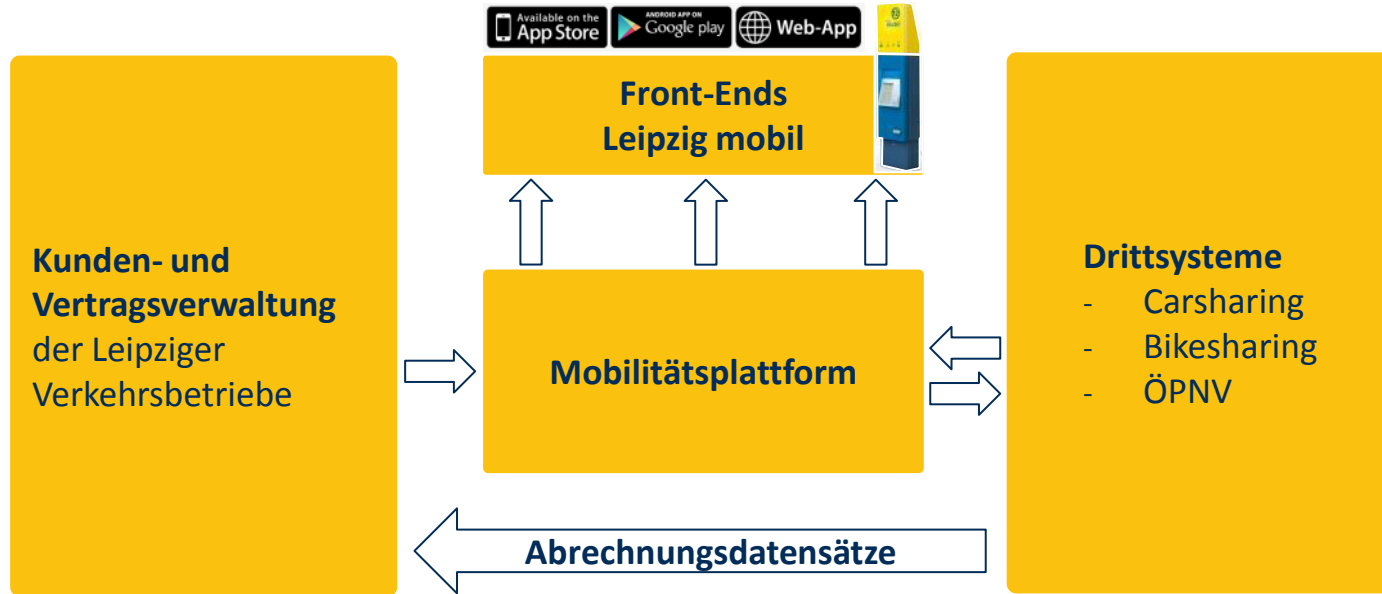 Available on the
App Store
ANDROID APP ON
Google play
Web-App
Front-Ends
Leipzig mobil
Kunden- und
Vertragsverwaltung
der Leipziger
Verkehrsbetriebe
Mobilitätsplattform
Drittsysteme
- Carsharing
- Bikesharing
- ÖPNV
Abrechnungsdatensätze